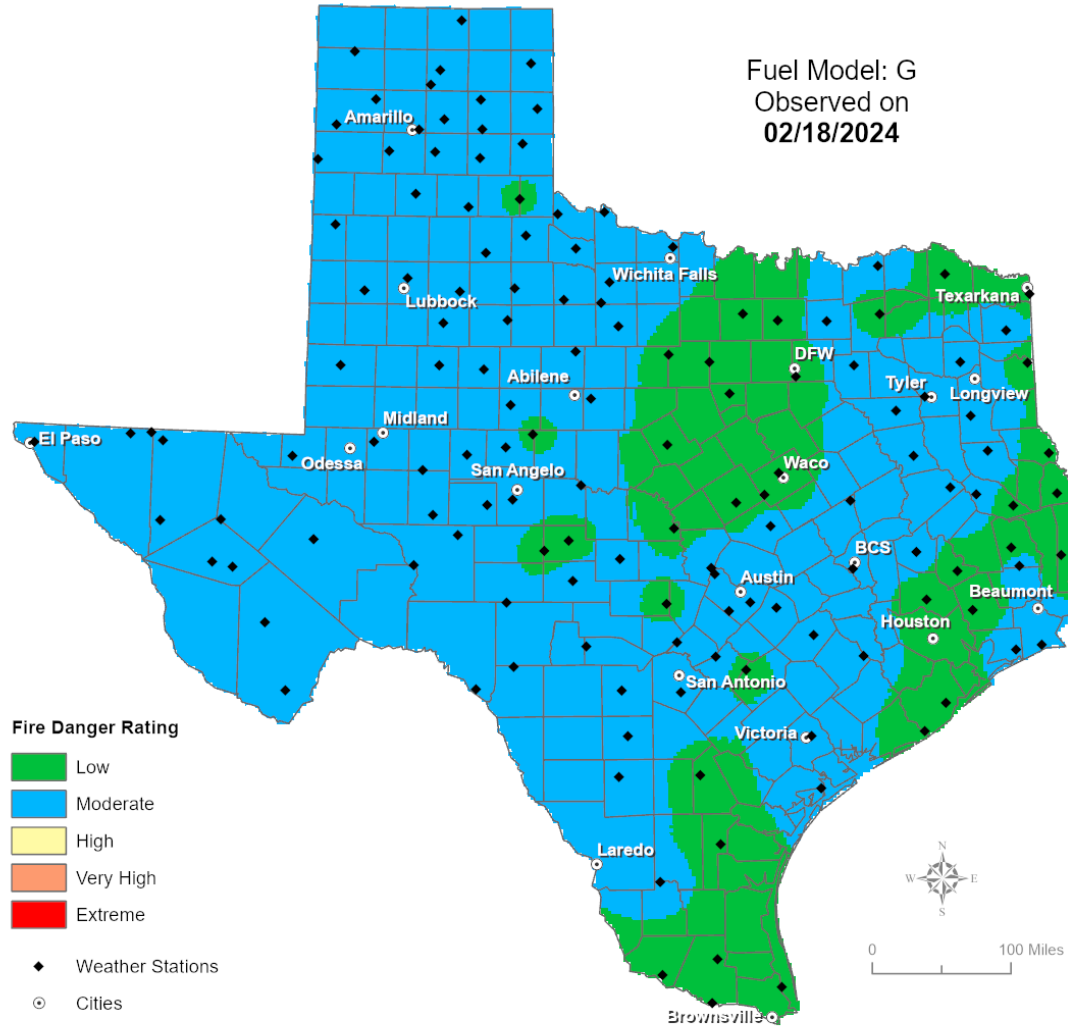 Fuel Model: G
Observed on
02/18/2024
Amarillo
Wichita Falls
Lubbock
Texarkana
DFW
Abilene
Tyler
Longview
Midland
El Paso
Odessa
San Angelo
Waco
BCS
Austin
Beaumont
Houston
San Antonio
Victoria
Laredo
Brownsville
Fire Danger Rating
Low
Moderate
High
Very High
Extreme
Weather Stations
Cities
N
W E
S
0 100 Miles